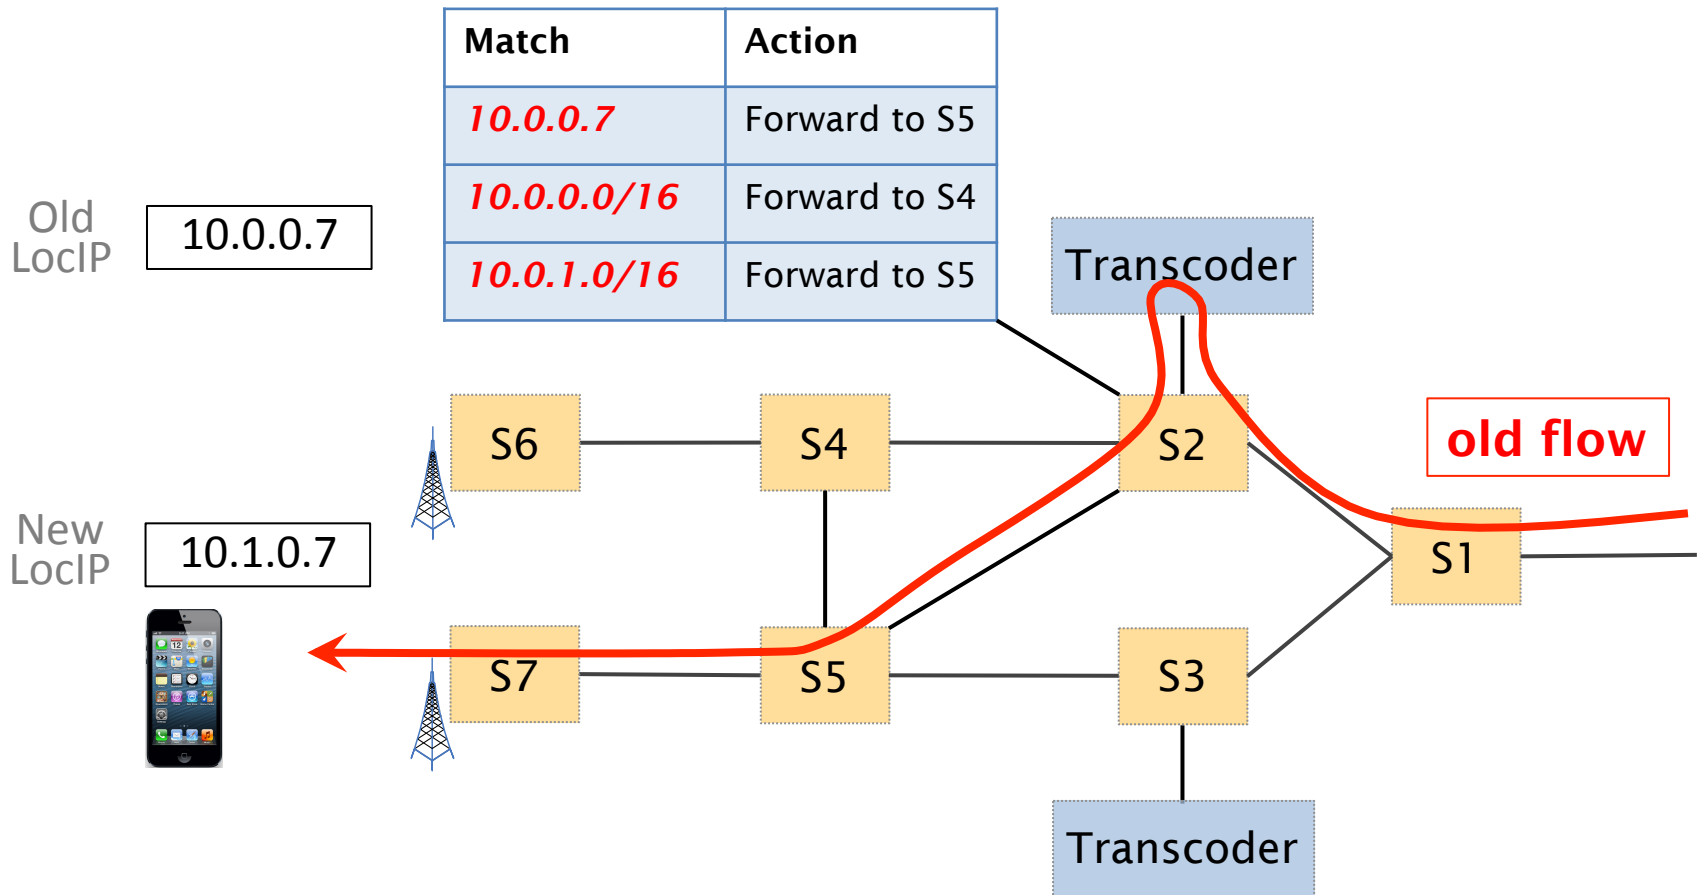 Match Action
10.0.0.7 Forward to S5
10.0.0.0/16 Forward to S4
10.0.1.0/16 Forward to S5
Old
LocIP
10.0.0.7
Transcoder
S6
S4
S2
old flow
New
LocIP
10.1.0.7
S1
S7
S5
S3
Transcoder